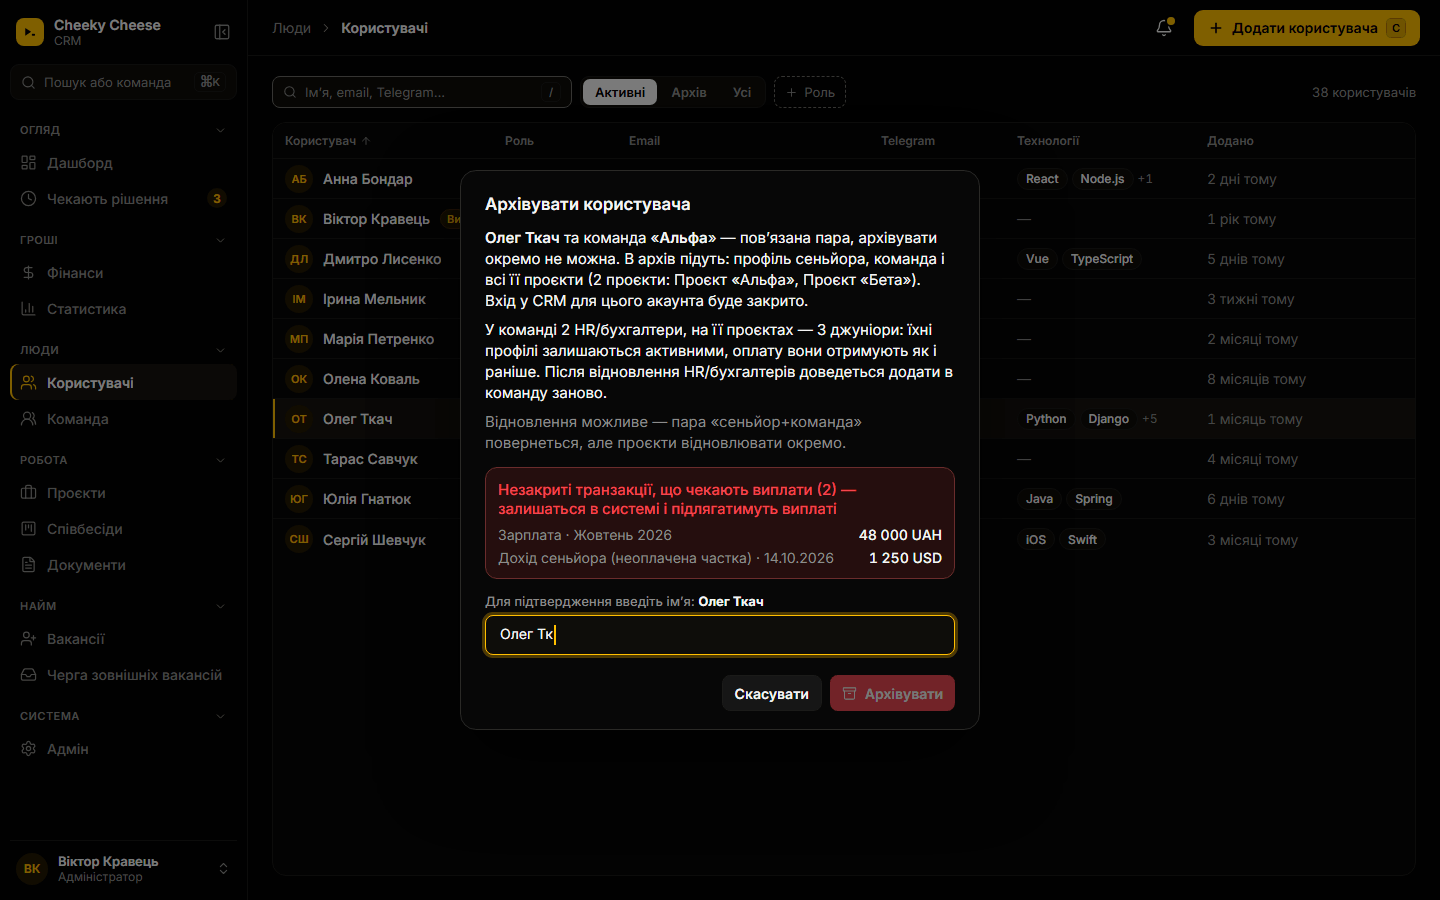 Cheeky Cheese
CRM
Пошук або команда ⌘K
ОГЛЯД
Дашборд
Чекають рішення 3
ГРОШІ
Фінанси
Статистика
ЛЮДИ
Користувачі
Команда
РОБОТА
Проєкти
Співбесіди
Документи
НАЙМ
Вакансії
Черга зовнішніх вакансій
СИСТЕМА
Адмін
ВК Віктор Кравець
Адміністратор
Люди Користувачі
Додати користувача C
Ім’я, email, Telegram... /
Активні Архів Усі
Роль
38 користувачів
Користувач Роль Email Telegram Технології Додано
АБ Анна Бондар React Node.js +1 2 дні тому
ВК Віктор Кравець Ви — 1 рік тому
ДЛ Дмитро Лисенко Vue TypeScript 5 днів тому
ІМ Ірина Мельник — 3 тижні тому
МП Марія Петренко — 2 місяці тому
ОК Олена Коваль — 8 місяців тому
ОТ Олег Ткач Python Django +5 1 місяць тому
ТС Тарас Савчук — 4 місяці тому
ЮГ Юлія Гнатюк Java Spring 6 днів тому
СШ Сергій Шевчук iOS Swift 3 місяці тому
Архівувати користувача
Олег Ткач та команда «Альфа» — пов’язана пара, архівувати
окремо не можна. В архів підуть: профіль сеньйора, команда і
всі її проєкти (2 проєкти: Проєкт «Альфа», Проєкт «Бета»).
Вхід у CRM для цього акаунта буде закрито.
У команді 2 HR/бухгалтери, на її проєктах — 3 джуніори: їхні
профілі залишаються активними, оплату вони отримують як і
раніше. Після відновлення HR/бухгалтерів доведеться додати в
команду заново.
Відновлення можливе — пара «сеньйор+команда»
повернеться, але проєкти відновлювати окремо.
Незакриті транзакції, що чекають виплати (2) —
залишаться в системі і підлягатимуть виплаті
Зарплата · Жовтень 2026 48 000 UAH
Дохід сеньйора (неоплачена частка) · 14.10.2026 1 250 USD
Для підтвердження введіть ім’я: Олег Ткач
Олег Тк
Скасувати Архівувати